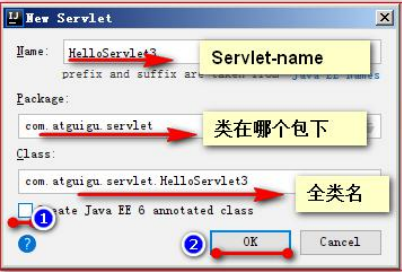 New Servlet
Name: HelloServlet3 Servlet-name
prefix and suffix are taken from Java EE Names
Package:
com.atguigu.servlet 类在哪个包下
Class:
com.atguigu.servlet.HelloServlet3 全类名
1 ate Java EE 6 annotated class
? 2 OK Cancel